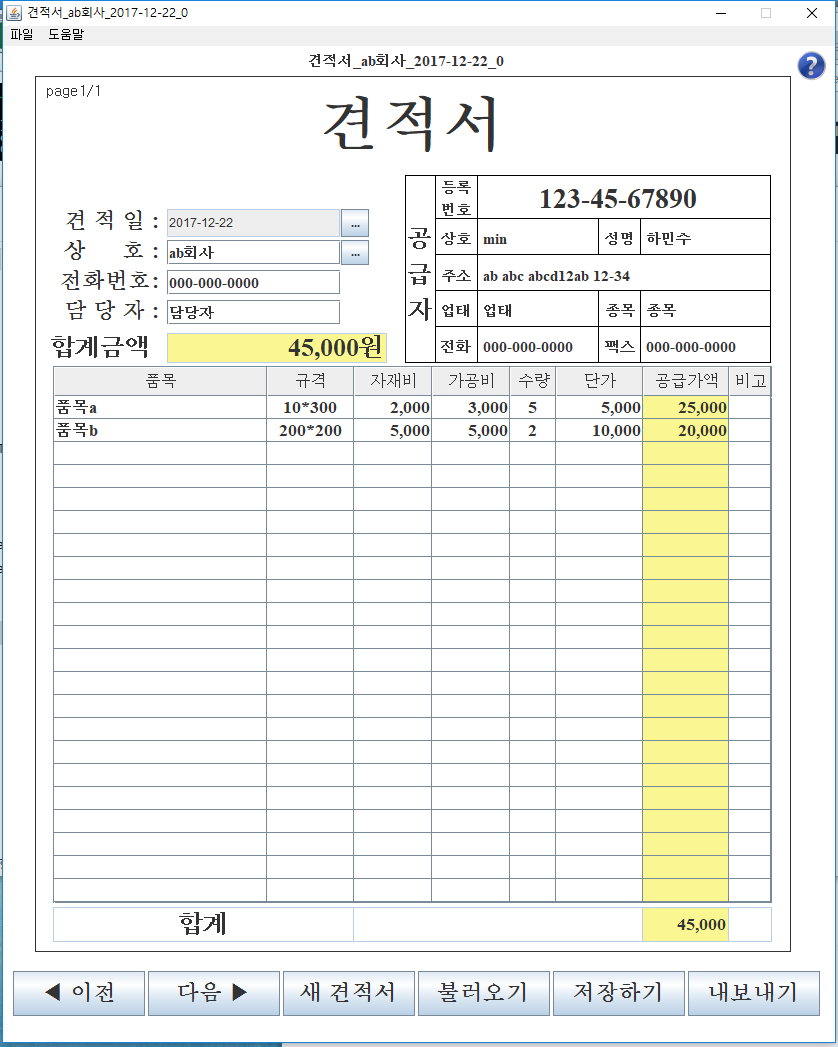 견적서_ab회사_2017-12-22_0
파일 도움말
견적서_ab회사_2017-12-22_0
?
page1/1
견적서
견 적 일 : 2017-12-22 ...
상 호 : ab회사 ...
전화번호: 000-000-0000
담 당 자 : 담당자
합계금액 45,000원
공급자
등록번호 123-45-67890
상호 min 성명 하민수
주소 ab abc abcd12ab 12-34
업태 업태 종목 종목
전화 000-000-0000 팩스 000-000-0000
품목 규격 자재비 가공비 수량 단가 공급가액 비고
품목a 10*300 2,000 3,000 5 5,000 25,000
품목b 200*200 5,000 5,000 2 10,000 20,000
합계 45,000
◀ 이전 다음 ▶ 새 견적서 불러오기 저장하기 내보내기